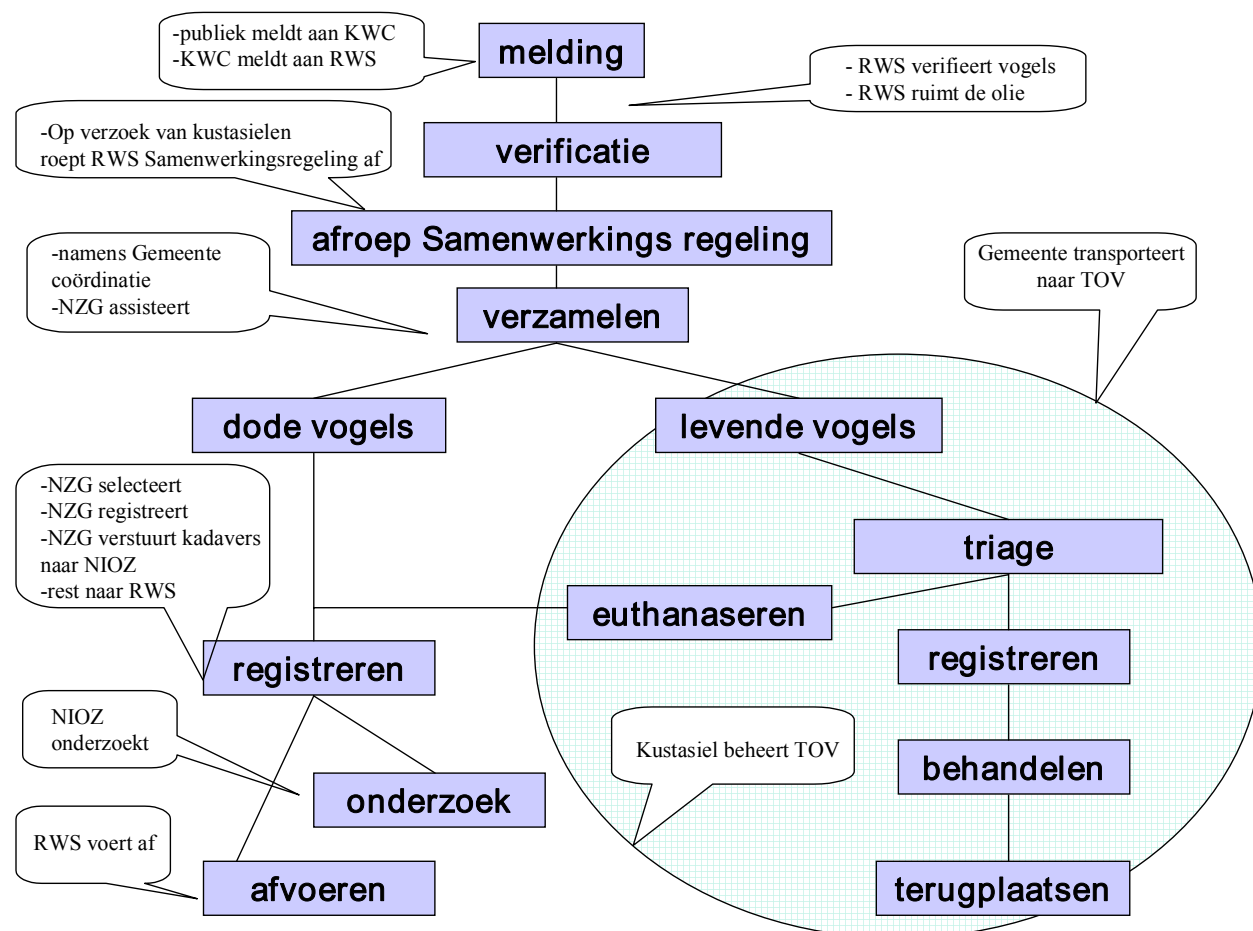 -publiek meldt aan KWC
-KWC meldt aan RWS
melding
- RWS verifieert vogels
- RWS ruimt de olie
-Op verzoek van kustasielen
roept RWS Samenwerkingsregeling af
verificatie
afroep Samenwerkings regeling
-namens Gemeente
coördinatie
-NZG assisteert
Gemeente transporteert
naar TOV
verzamelen
dode vogels
levende vogels
-NZG selecteert
-NZG registreert
-NZG verstuurt kadavers
naar NIOZ
-rest naar RWS
triage
euthanaseren
registreren
registreren
NIOZ
onderzoekt
Kustasiel beheert TOV
behandelen
onderzoek
RWS voert af
afvoeren
terugplaatsen